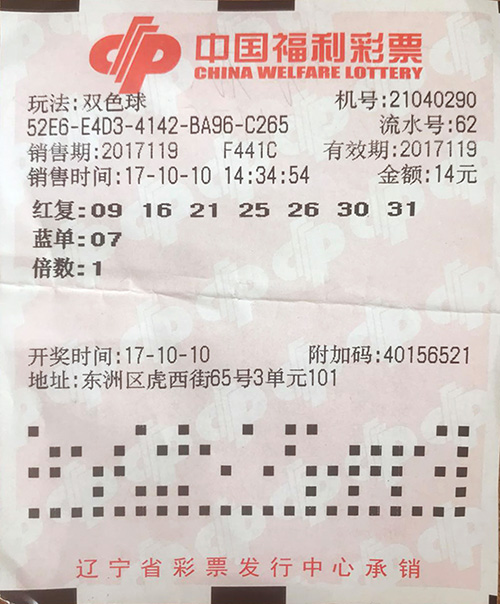 中国福利彩票
CHINA WELFARE LOTTERY
玩法:双色球 机号:21040290
52E6-E4D3-4142-BA96-C265 流水号:62
销售期:2017119 F441C 有效期:2017119
销售时间:17-10-10 14:34:54 金额:14元
红复:09 16 21 25 26 30 31
蓝单:07
倍数:1
开奖时间:17-10-10 附加码:40156521
地址:东洲区虎西街65号3单元101
辽宁省彩票发行中心承销